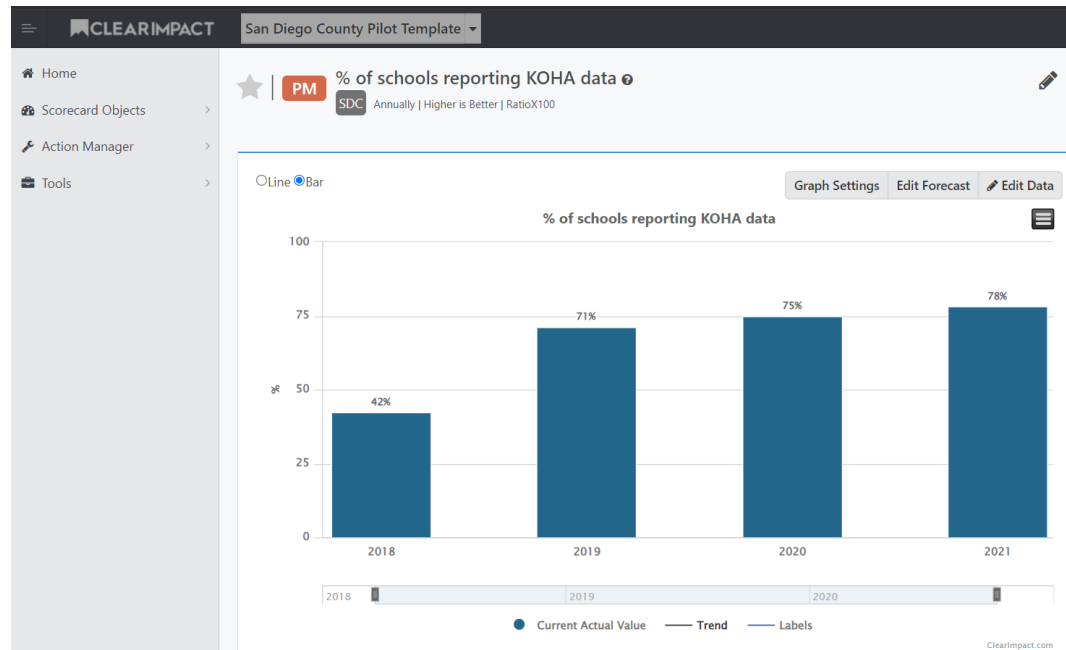 CLEARIMPACT
San Diego County Pilot Template
Home
Scorecard Objects
Action Manager
Tools
PM
% of schools reporting KOHA data
SDC
Annually | Higher is Better | RatioX100
Line Bar
Graph Settings
Edit Forecast
Edit Data
% of schools reporting KOHA data
100
75
50
25
0
%
42%
71%
75%
78%
2018
2019
2020
2021
2018
2019
2020
Current Actual Value
Trend
Labels
ClearImpact.com